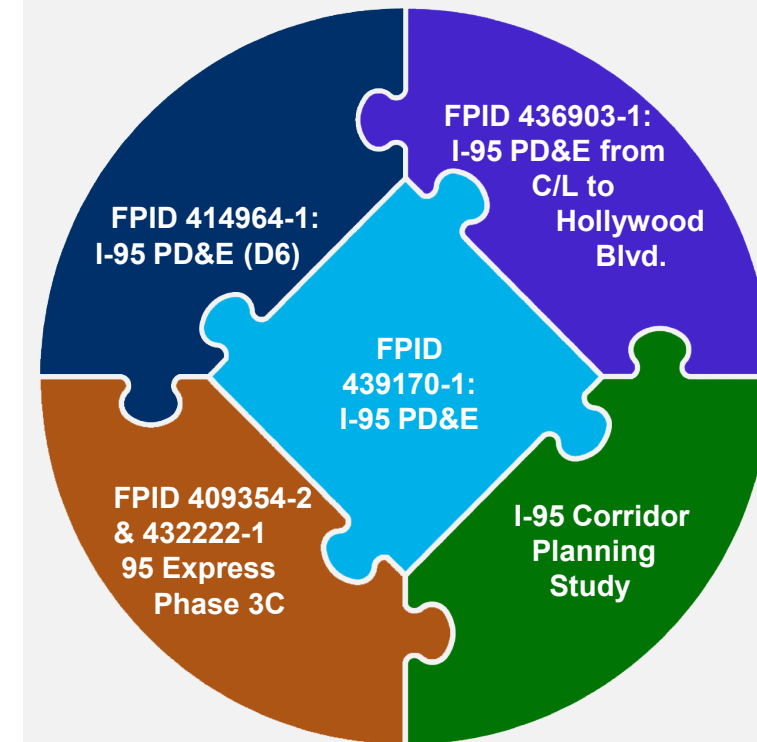 FPID 414964-1:
I-95 PD&E (D6)
FPID 436903-1:
I-95 PD&E from
C/L to
Hollywood
Blvd.
FPID
439170-1:
I-95 PD&E
FPID 409354-2
& 432222-1
95 Express
Phase 3C
I-95 Corridor
Planning
Study